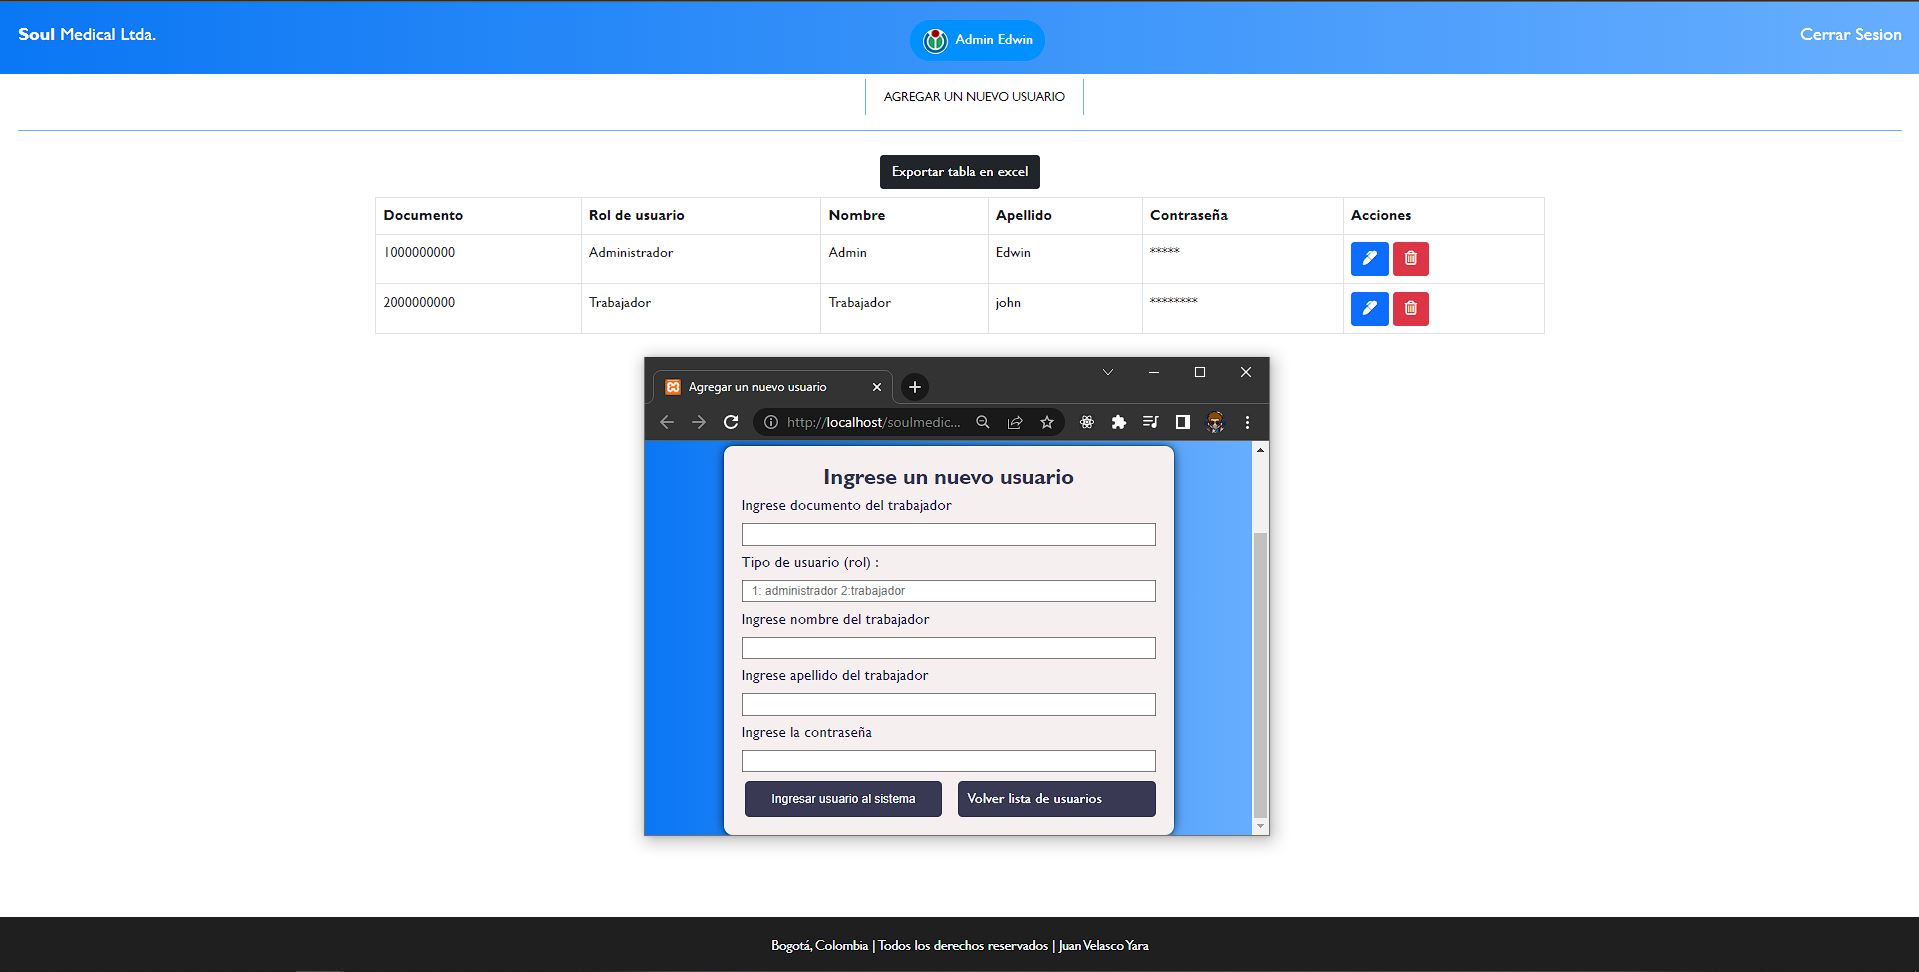 Soul Medical Ltda.
Admin Edwin
Cerrar Sesion
AGREGAR UN NUEVO USUARIO
Exportar tabla en excel
Documento Rol de usuario Nombre Apellido Contraseña Acciones
1000000000 Administrador Admin Edwin *****
2000000000 Trabajador Trabajador john ********
Agregar un nuevo usuario
http://localhost/soulmedic...
Ingrese un nuevo usuario
Ingrese documento del trabajador
Tipo de usuario (rol) :
1: administrador 2:trabajador
Ingrese nombre del trabajador
Ingrese apellido del trabajador
Ingrese la contraseña
Ingresar usuario al sistema Volver lista de usuarios
Bogotá, Colombia | Todos los derechos reservados | Juan Velasco Yara